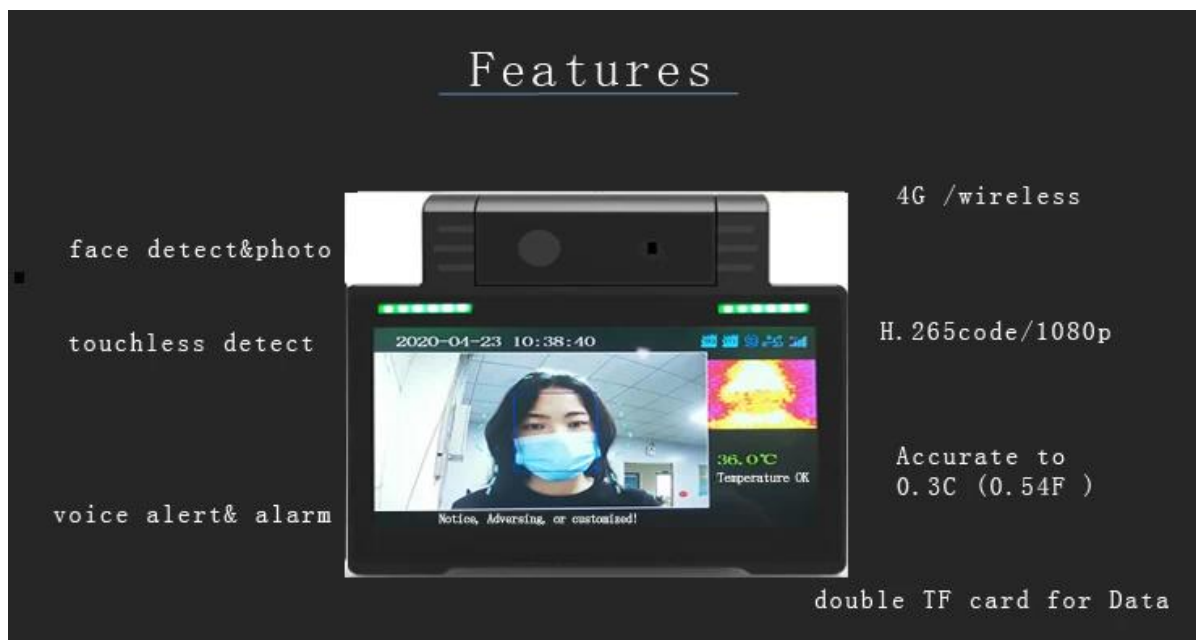 Features
face detect&photo
touchless detect
voice alert& alarm
2020-04-23 10:38:40
36.0℃
Temperature OK
Notice, Adversing, or customized!
4G /wireless
H.265code/1080p
Accurate to
0.3C (0.54F )
double TF card for Data